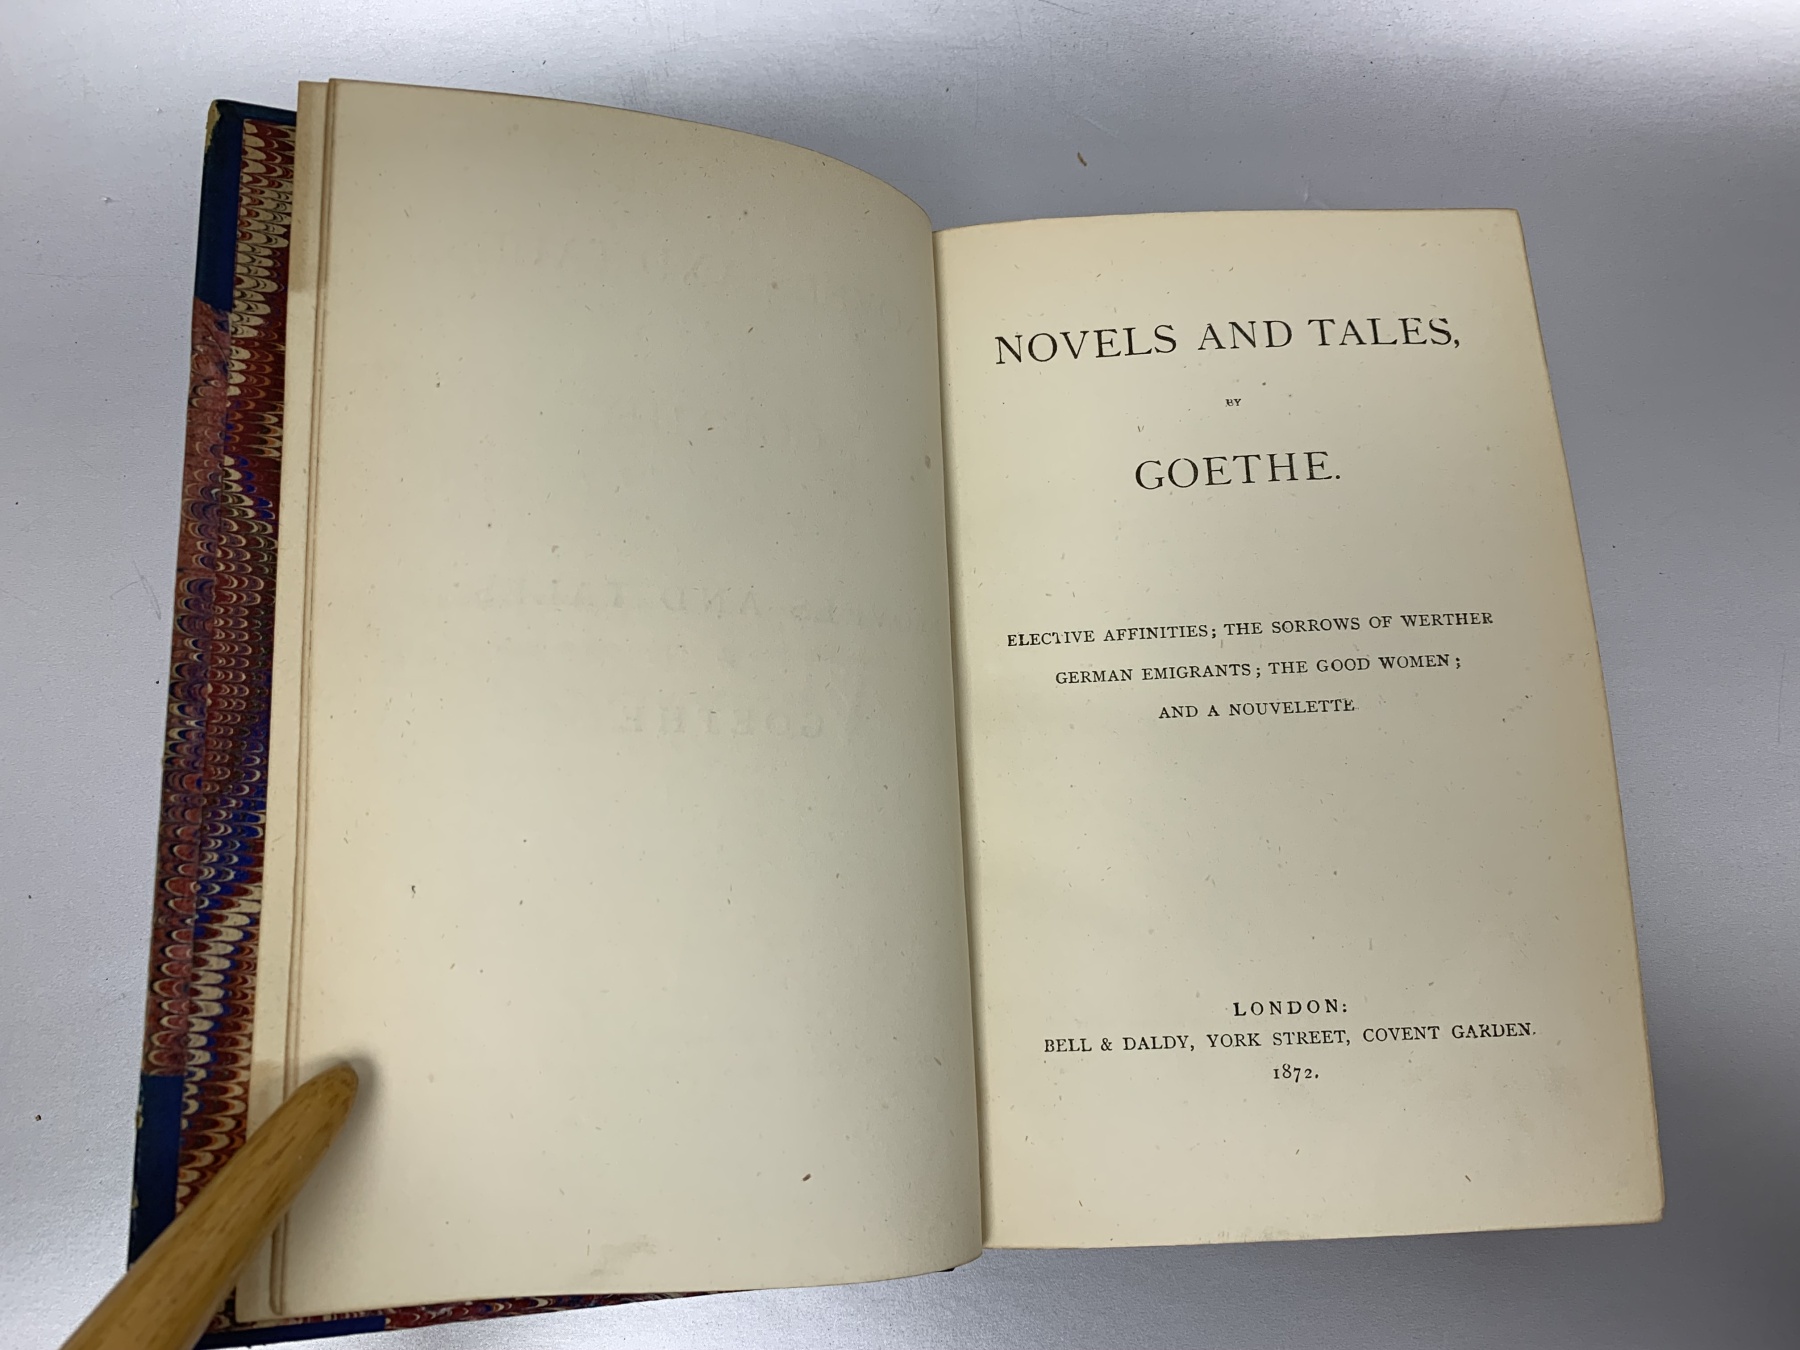 NOVELS AND TALES,
BY
GOETHE.
ELECTIVE AFFINITIES; THE SORROWS OF WERTHER
GERMAN EMIGRANTS; THE GOOD WOMEN;
AND A NOUVELETTE
LONDON:
BELL & DALDY, YORK STREET, COVENT GARDEN.
1872.